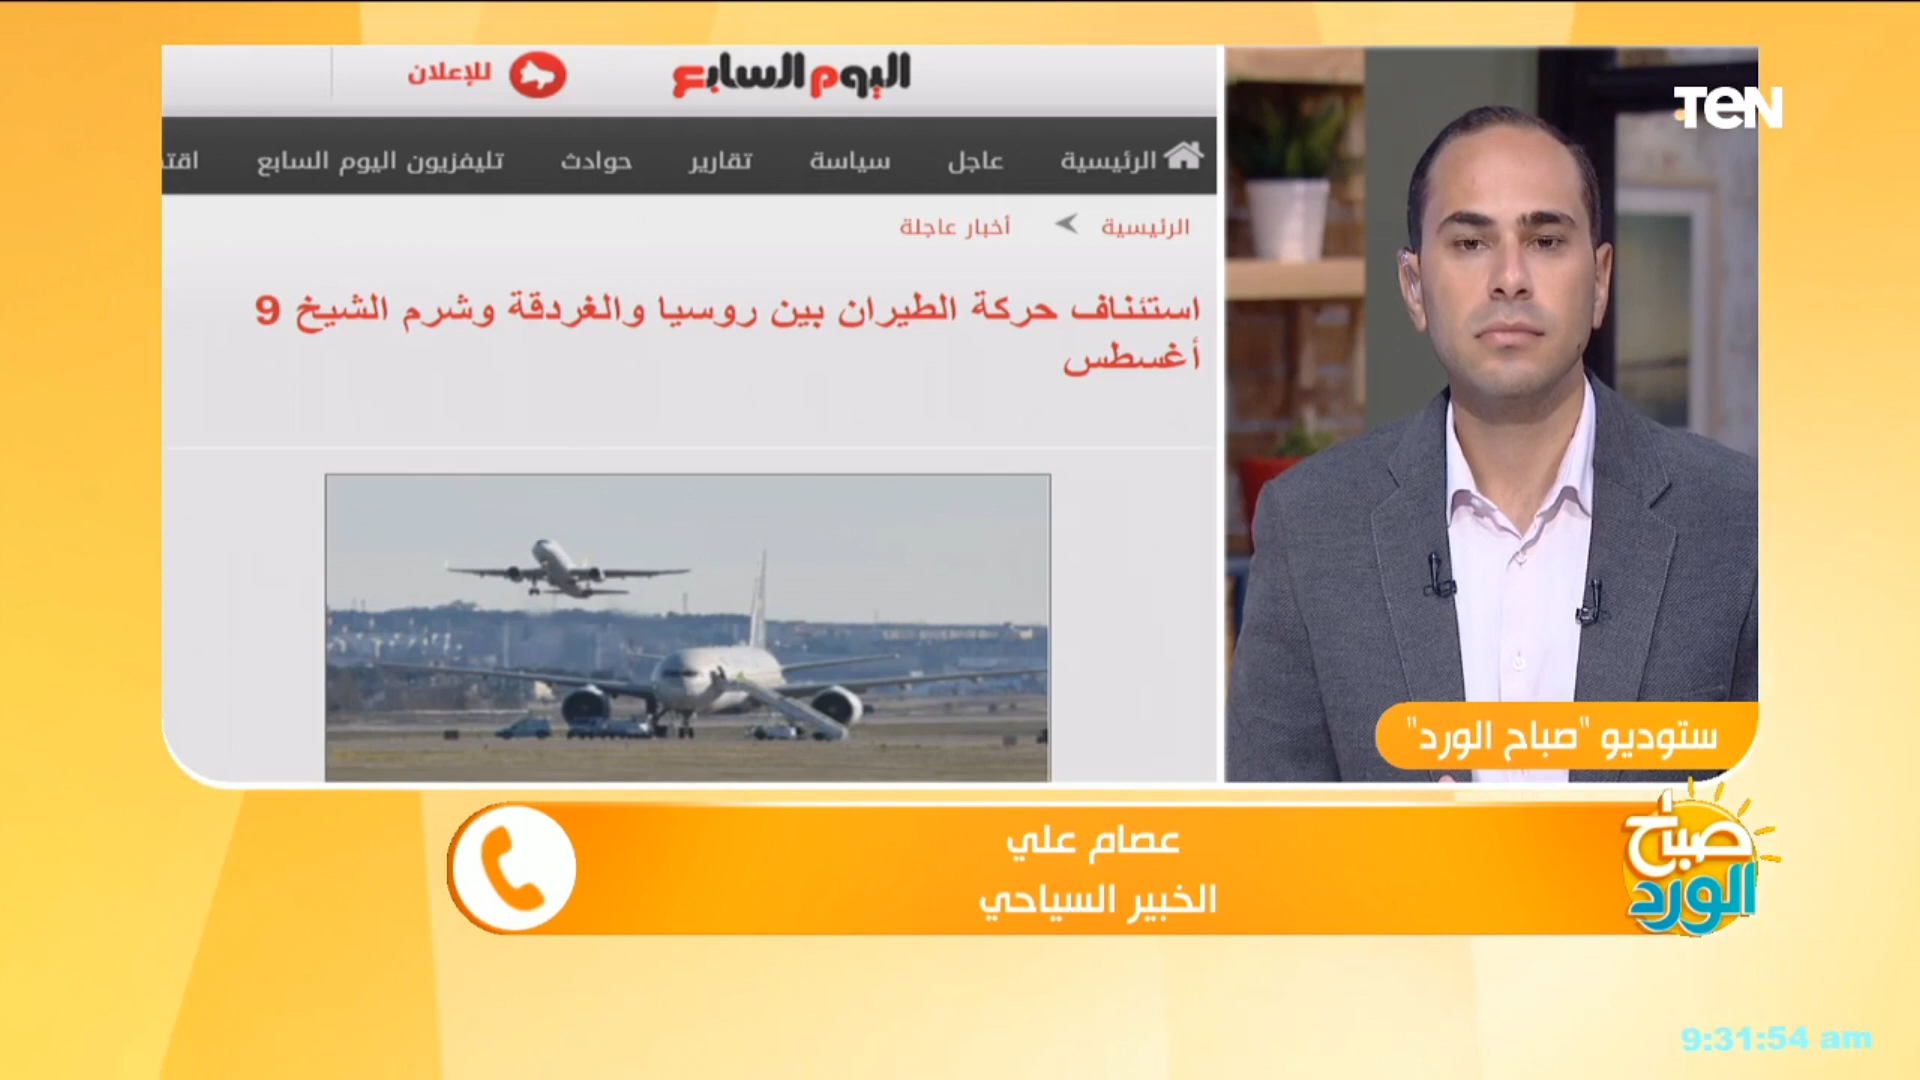 TEN
اليوم السابع
للإعلان
الرئيسية عاجل سياسة تقارير حوادث تليفزيون اليوم السابع اقتد
الرئيسية أخبار عاجلة
استئناف حركة الطيران بين روسيا والغردقة وشرم الشيخ 9
أغسطس
ستوديو "صباح الورد"
عصام علي
الخبير السياحي
صباح
الورد
9:31:54 am